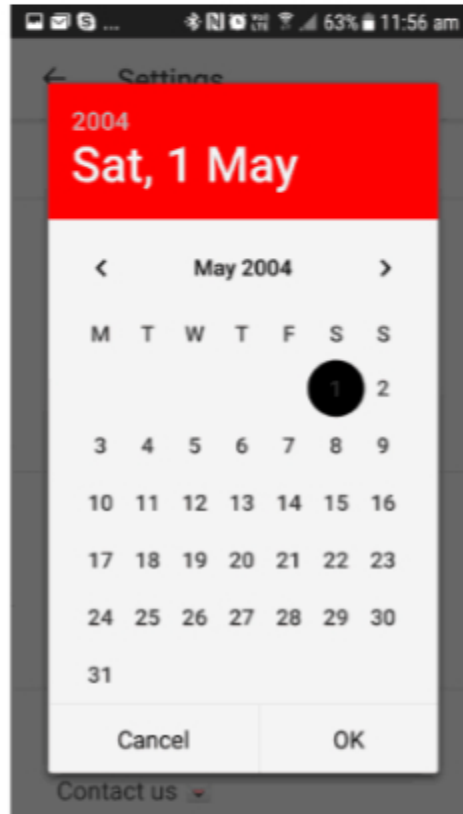 ... 63% 11:56 am
Settings
2004
Sat, 1 May
May 2004
M T W T F S S
1 2
3 4 5 6 7 8 9
10 11 12 13 14 15 16
17 18 19 20 21 22 23
24 25 26 27 28 29 30
31
Cancel OK
Contact us